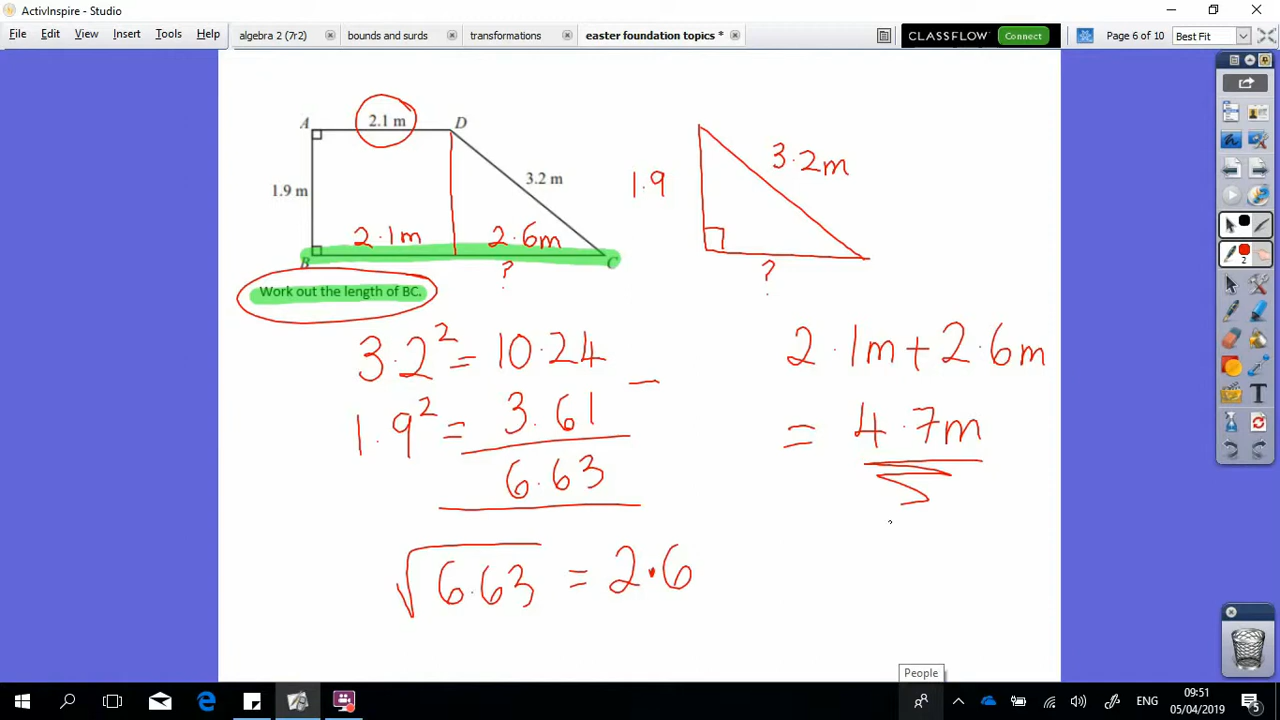 ActivInspire - Studio
File Edit View Insert Tools Help
algebra 2 (7r2) bounds and surds transformations easter foundation topics *
CLASSFLOW Connect Page 6 of 10 Best Fit
A 2.1 m D
1.9 m 3.2 m
2.1m 2.6m
B ? C
1.9 3.2m
?
Work out the length of BC.
3.2² = 10.24
1.9² = 3.61 –
6.63
√6.63 = 2.6
2.1m + 2.6m
= 4.7m
2
T
People
ENG
09:51
05/04/2019
5